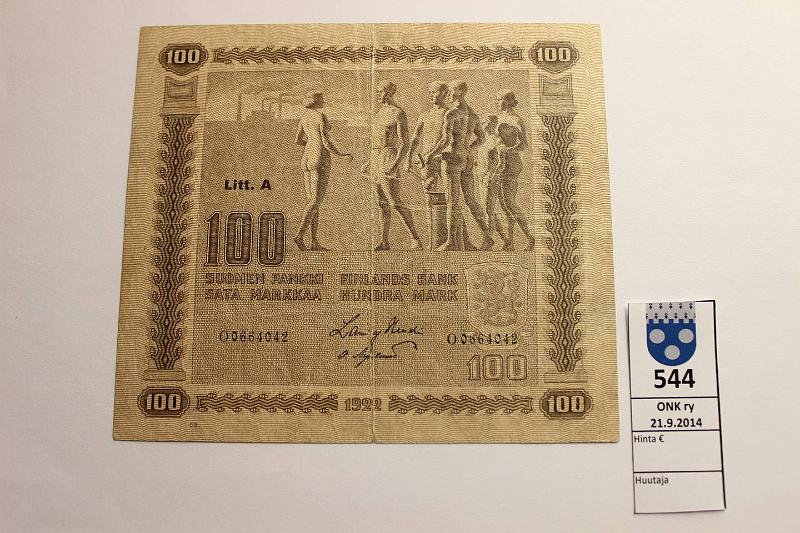 100 100
Litt. A
100
SUOMEN PANKKI FINLANDS BANK
SATA MARKKAA HUNDRA MARK
O0664042 O0664042
100
100 1922 100
544
ONK ry
21.9.2014
Hinta €
Huutaja